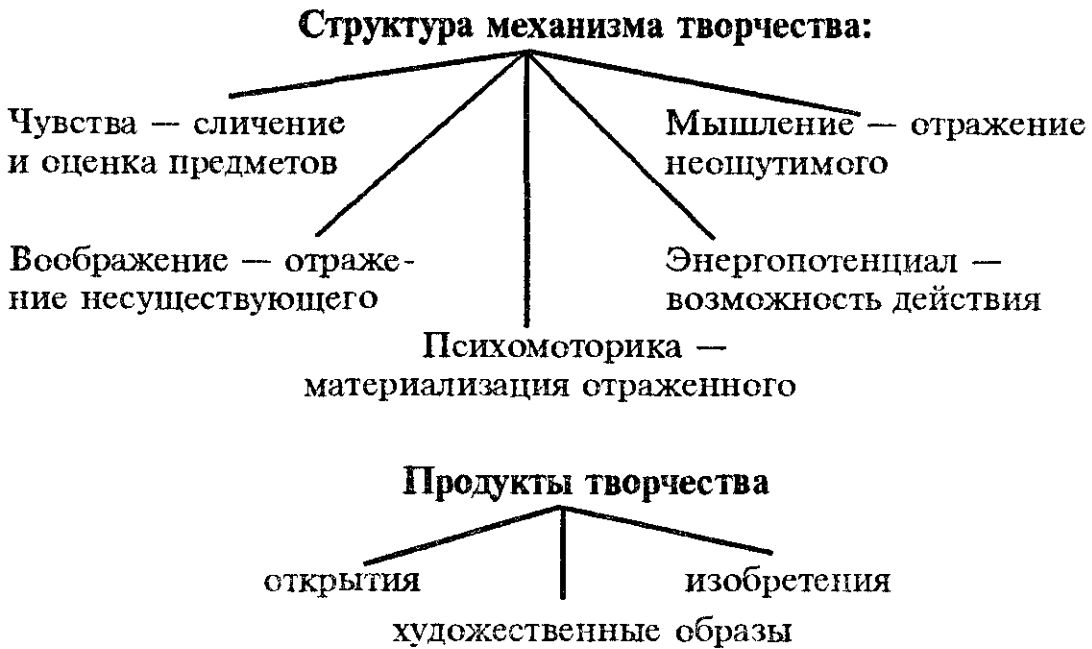 Структура механизма творчества:
Чувства — сличение
и оценка предметов
Мышление — отражение
неощутимого
Воображение — отраже-
ние несуществующего
Энергопотенциал —
возможность действия
Психомоторика —
материализация отраженного
Продукты творчества
открытия
изобретения
художественные образы